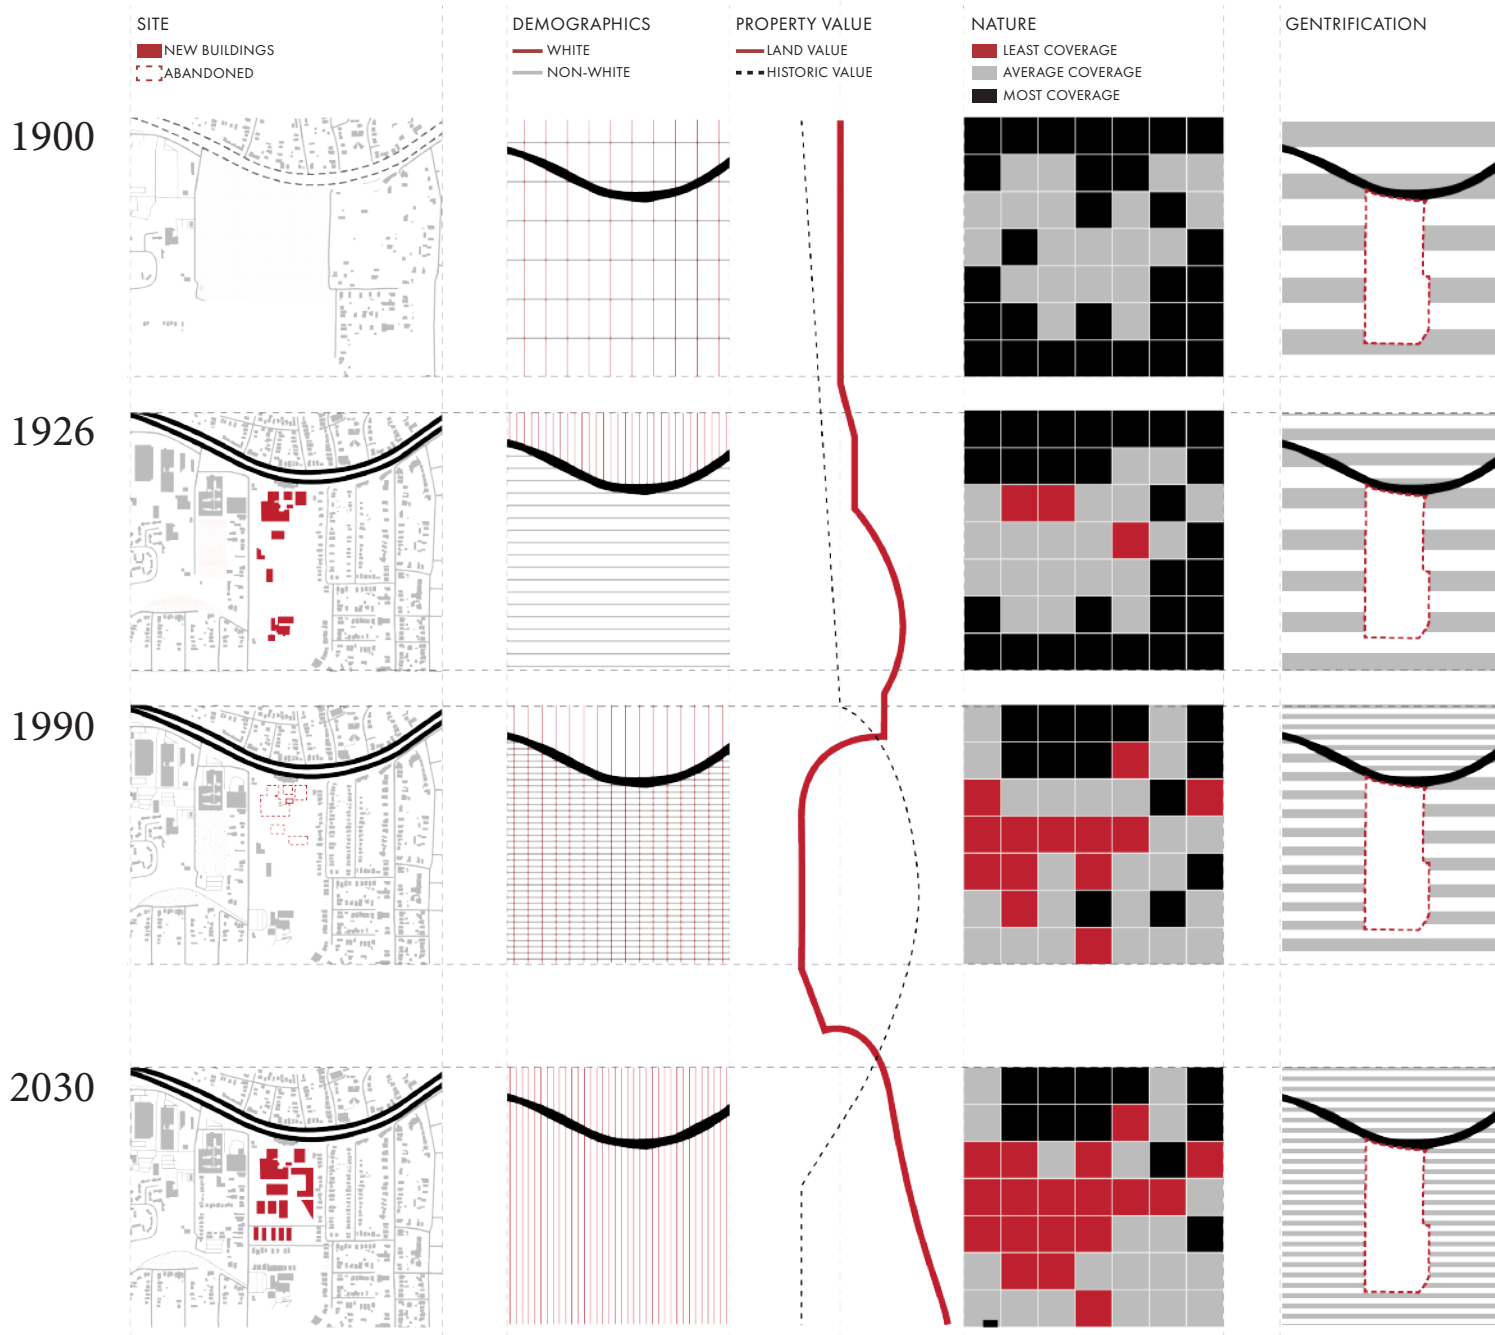 SITE
NEW BUILDINGS
ABANDONED
DEMOGRAPHICS
WHITE
NON-WHITE
PROPERTY VALUE
LAND VALUE
HISTORIC VALUE
NATURE
LEAST COVERAGE
AVERAGE COVERAGE
MOST COVERAGE
GENTRIFICATION
1900
1926
1990
2030